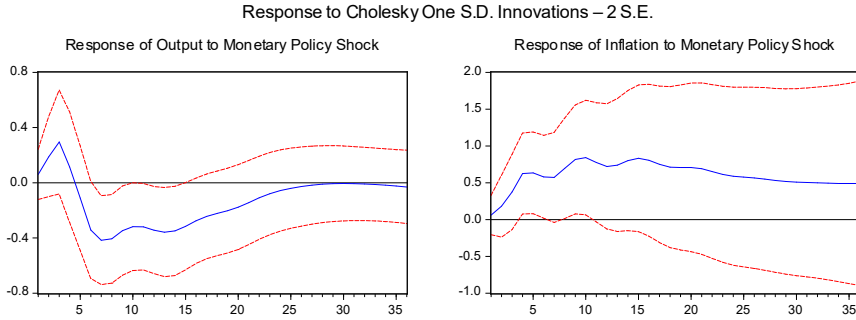 Response to Cholesky One S.D. Innovations – 2 S.E.
Response of Output to Monetary Policy Shock
0.8
0.4
0.0
-0.4
-0.8
5 10 15 20 25 30 35
Response of Inflation to Monetary Policy Shock
2.0
1.5
1.0
0.5
0.0
-0.5
-1.0
5 10 15 20 25 30 35